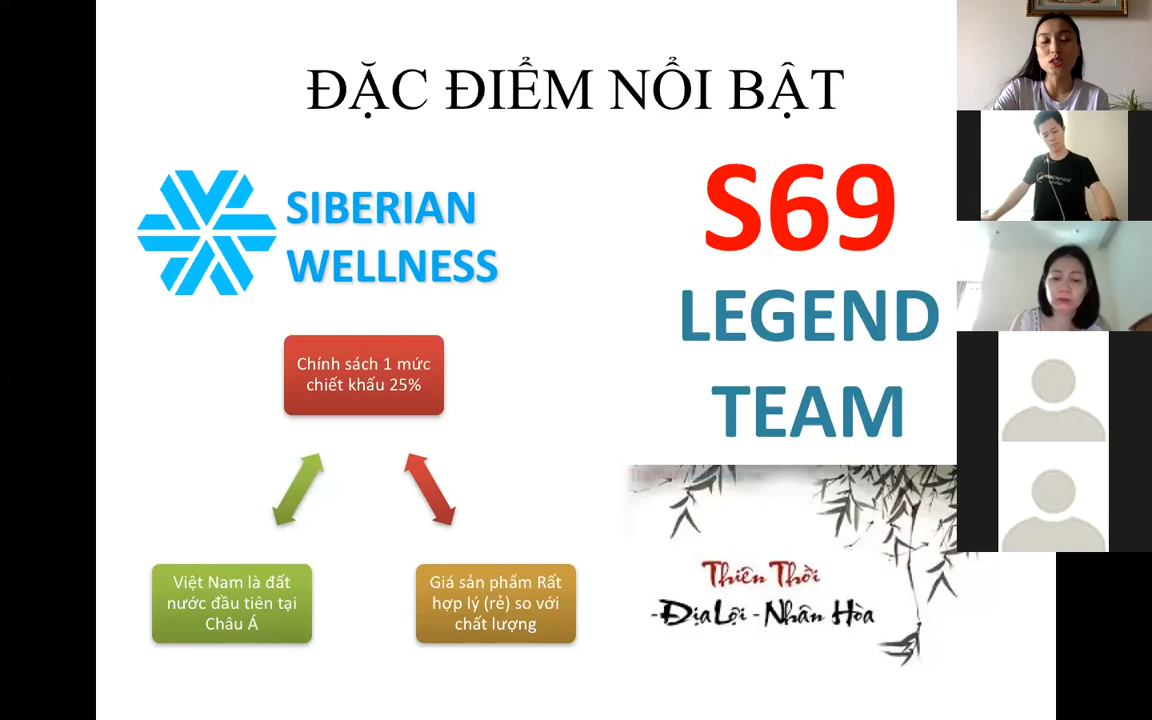 ĐẶC ĐIỂM NỔI BẬT
SIBERIAN
WELLNESS
S69
LEGEND
TEAM
Chính sách 1 mức
chiết khấu 25%
Việt Nam là đất
nước đầu tiên tại
Châu Á
Giá sản phẩm Rất
hợp lý (rẻ) so với
chất lượng
Thiên Thời
-Địa Lợi -Nhân Hòa